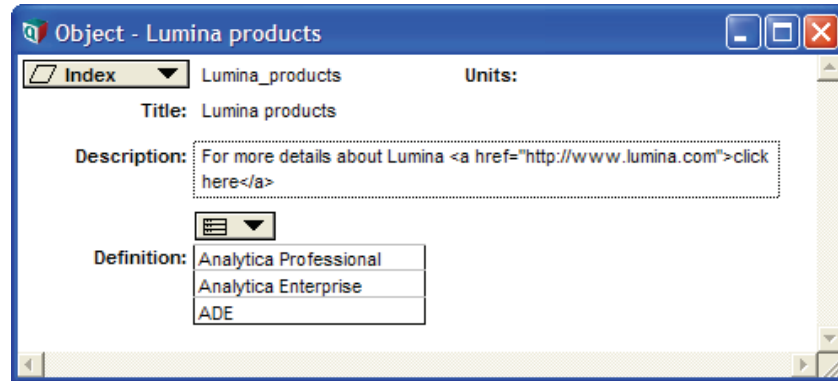 Object - Lumina products
Index Lumina_products Units:
Title: Lumina products
Description: For more details about Lumina <a href="http://www.lumina.com">click
here</a>
Definition: Analytica Professional
Analytica Enterprise
ADE